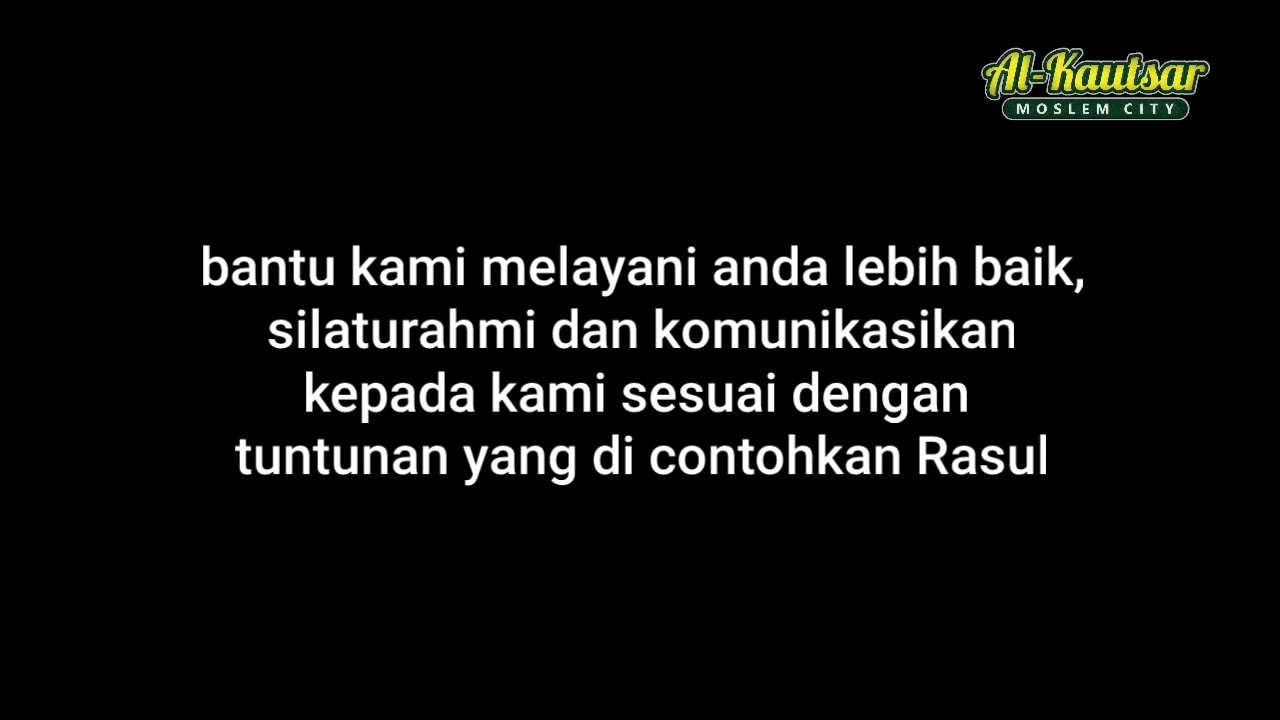 Al-Kautsar
MOSLEM CITY
bantu kami melayani anda lebih baik,
silaturahmi dan komunikasikan
kepada kami sesuai dengan
tuntunan yang di contohkan Rasul